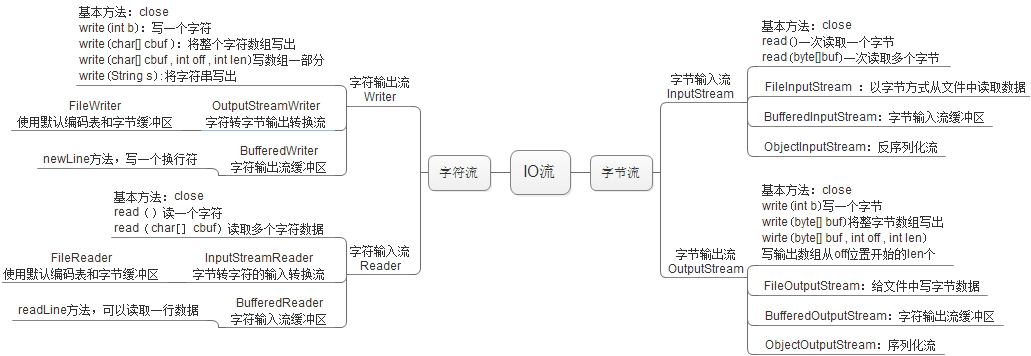 基本方法：close
write(int b)：写一个字符
write(char[] cbuf)：将整个字符数组写出
write(char[] cbuf , int off , int len)写数组一部分
write(String s):将字符串写出
字符输出流
Writer
FileWriter
使用默认编码表和字节缓冲区
OutputStreamWriter
字符转字节输出转换流
BufferedWriter
字符输出流缓冲区
newLine方法，写一个换行符
字符流
IO流
字节流
基本方法：close
read（）读一个字符
read（char[] cbuf）读取多个字符数据
字符输入流
Reader
FileReader
使用默认编码表和字节缓冲区
InputStreamReader
字节转字符的输入转换流
BufferedReader
字符输入流缓冲区
readLine方法，可以读取一行数据
基本方法：close
read()一次读取一个字节
read(byte[]buf)一次读取多个字节
字节输入流
InputStream
FileInputStream ：以字节方式从文件中读取数据
BufferedInputStream：字节输入流缓冲区
ObjectInputStream：反序列化流
基本方法：close
write(int b)写一个字节
write(byte[] buf)将整字节数组写出
wirte(byte[] buf , int off , int len)
写输出数组从off位置开始的len个
字节输出流
OutputStream
FileOutputStream：给文件中写字节数据
BufferedOutputStream：字符输出流缓冲区
ObjectOutputStream：序列化流